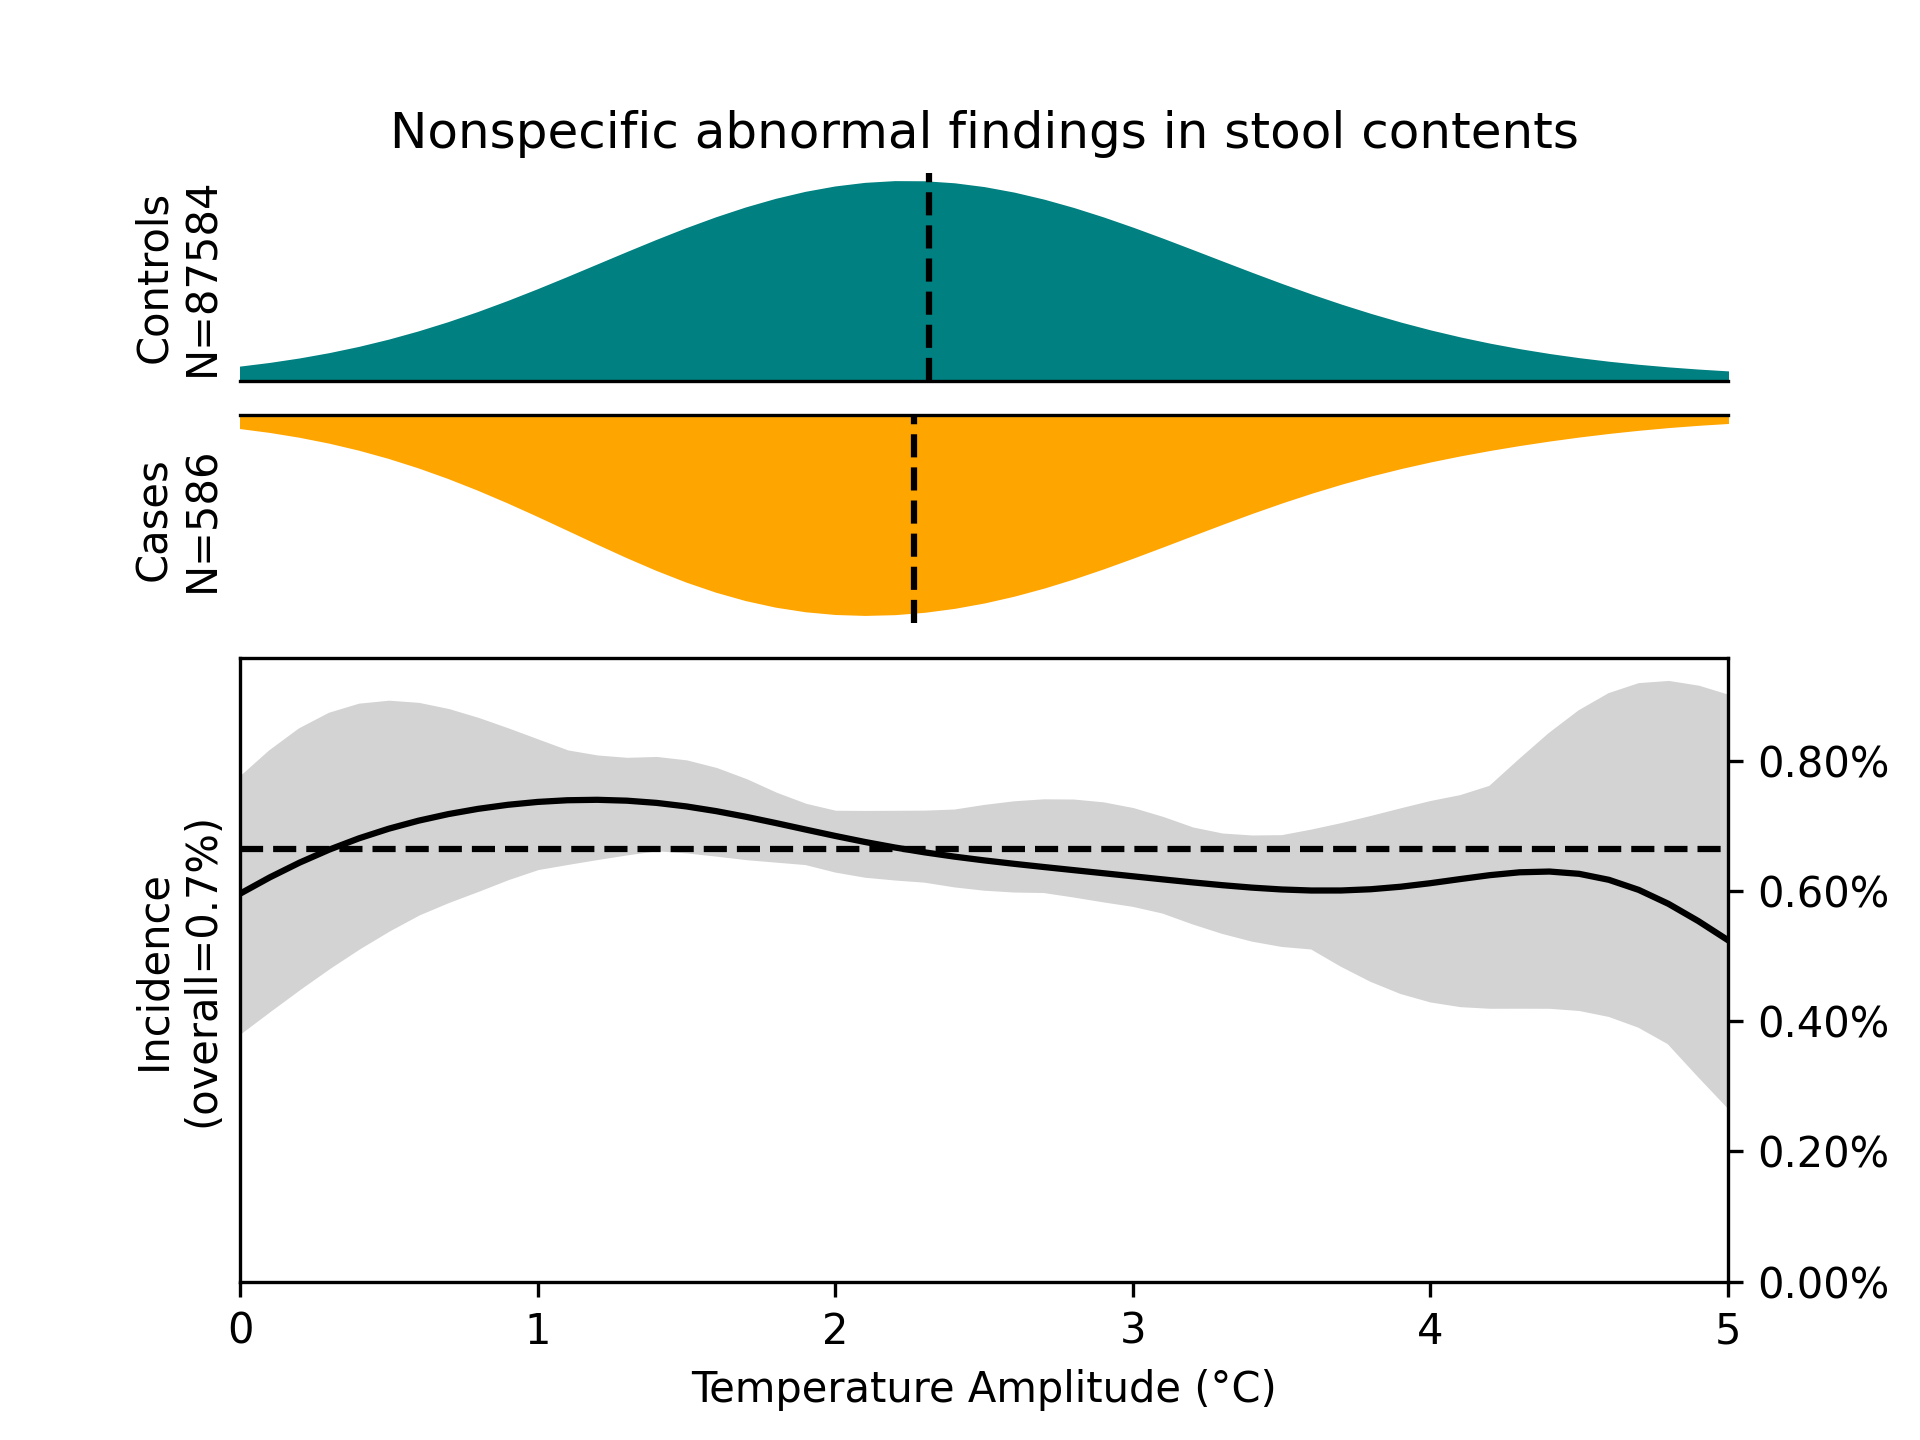 Nonspecific abnormal findings in stool contents
Controls
N=87584
Cases
N=586
Incidence
(overall=0.7%)
0.80%
0.60%
0.40%
0.20%
0.00%
0 1 2 3 4 5
Temperature Amplitude (°C)